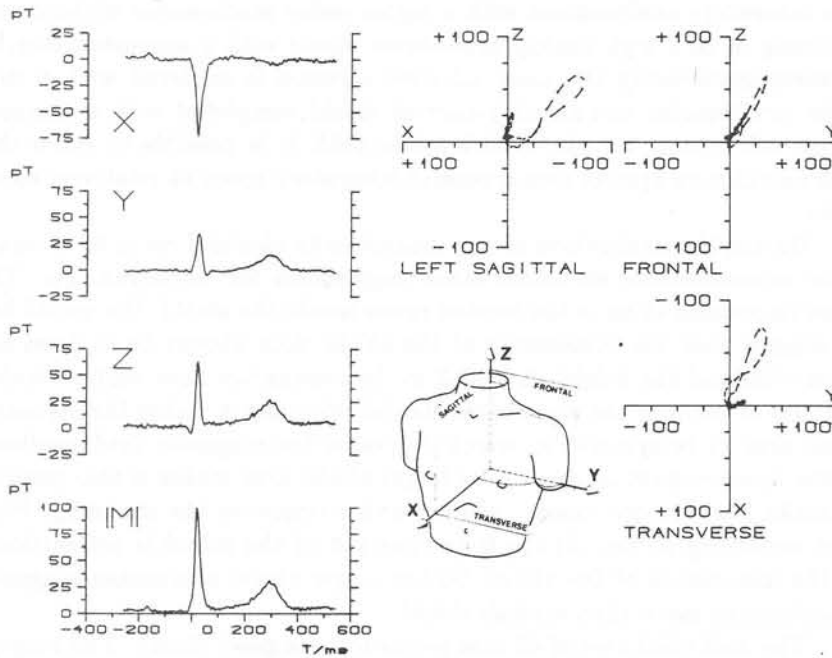 pT
25
0
-25
-50
-75
X
pT
75
50
25
0
-25
Y
pT
75
50
25
0
-25
Z
pT
100
75
50
25
0
|M|
-400 -200 0 200 400 600
T/ms
+100 Z
X
+100 -100
-100
LEFT SAGITTAL
+100 Z
Y
+100
-100
FRONTAL
-100
Y
+100
+100 X
TRANSVERSE
Z
FRONTAL
SAGITTAL
Y
X
TRANSVERSE